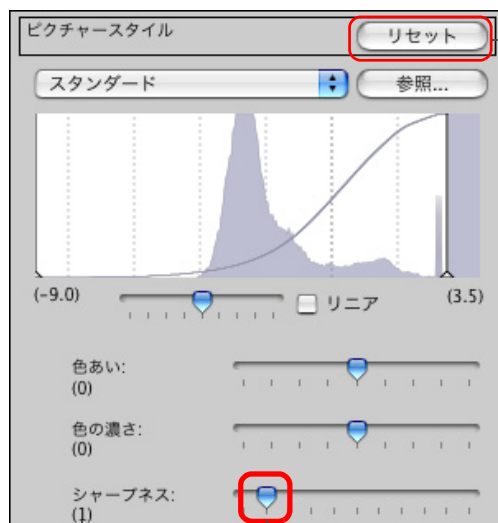 ピクチャースタイル
リセット
スタンダード
参照...
(-9.0)
リニア
(3.5)
色あい:
(0)
色の濃さ:
(0)
シャープネス:
(1)